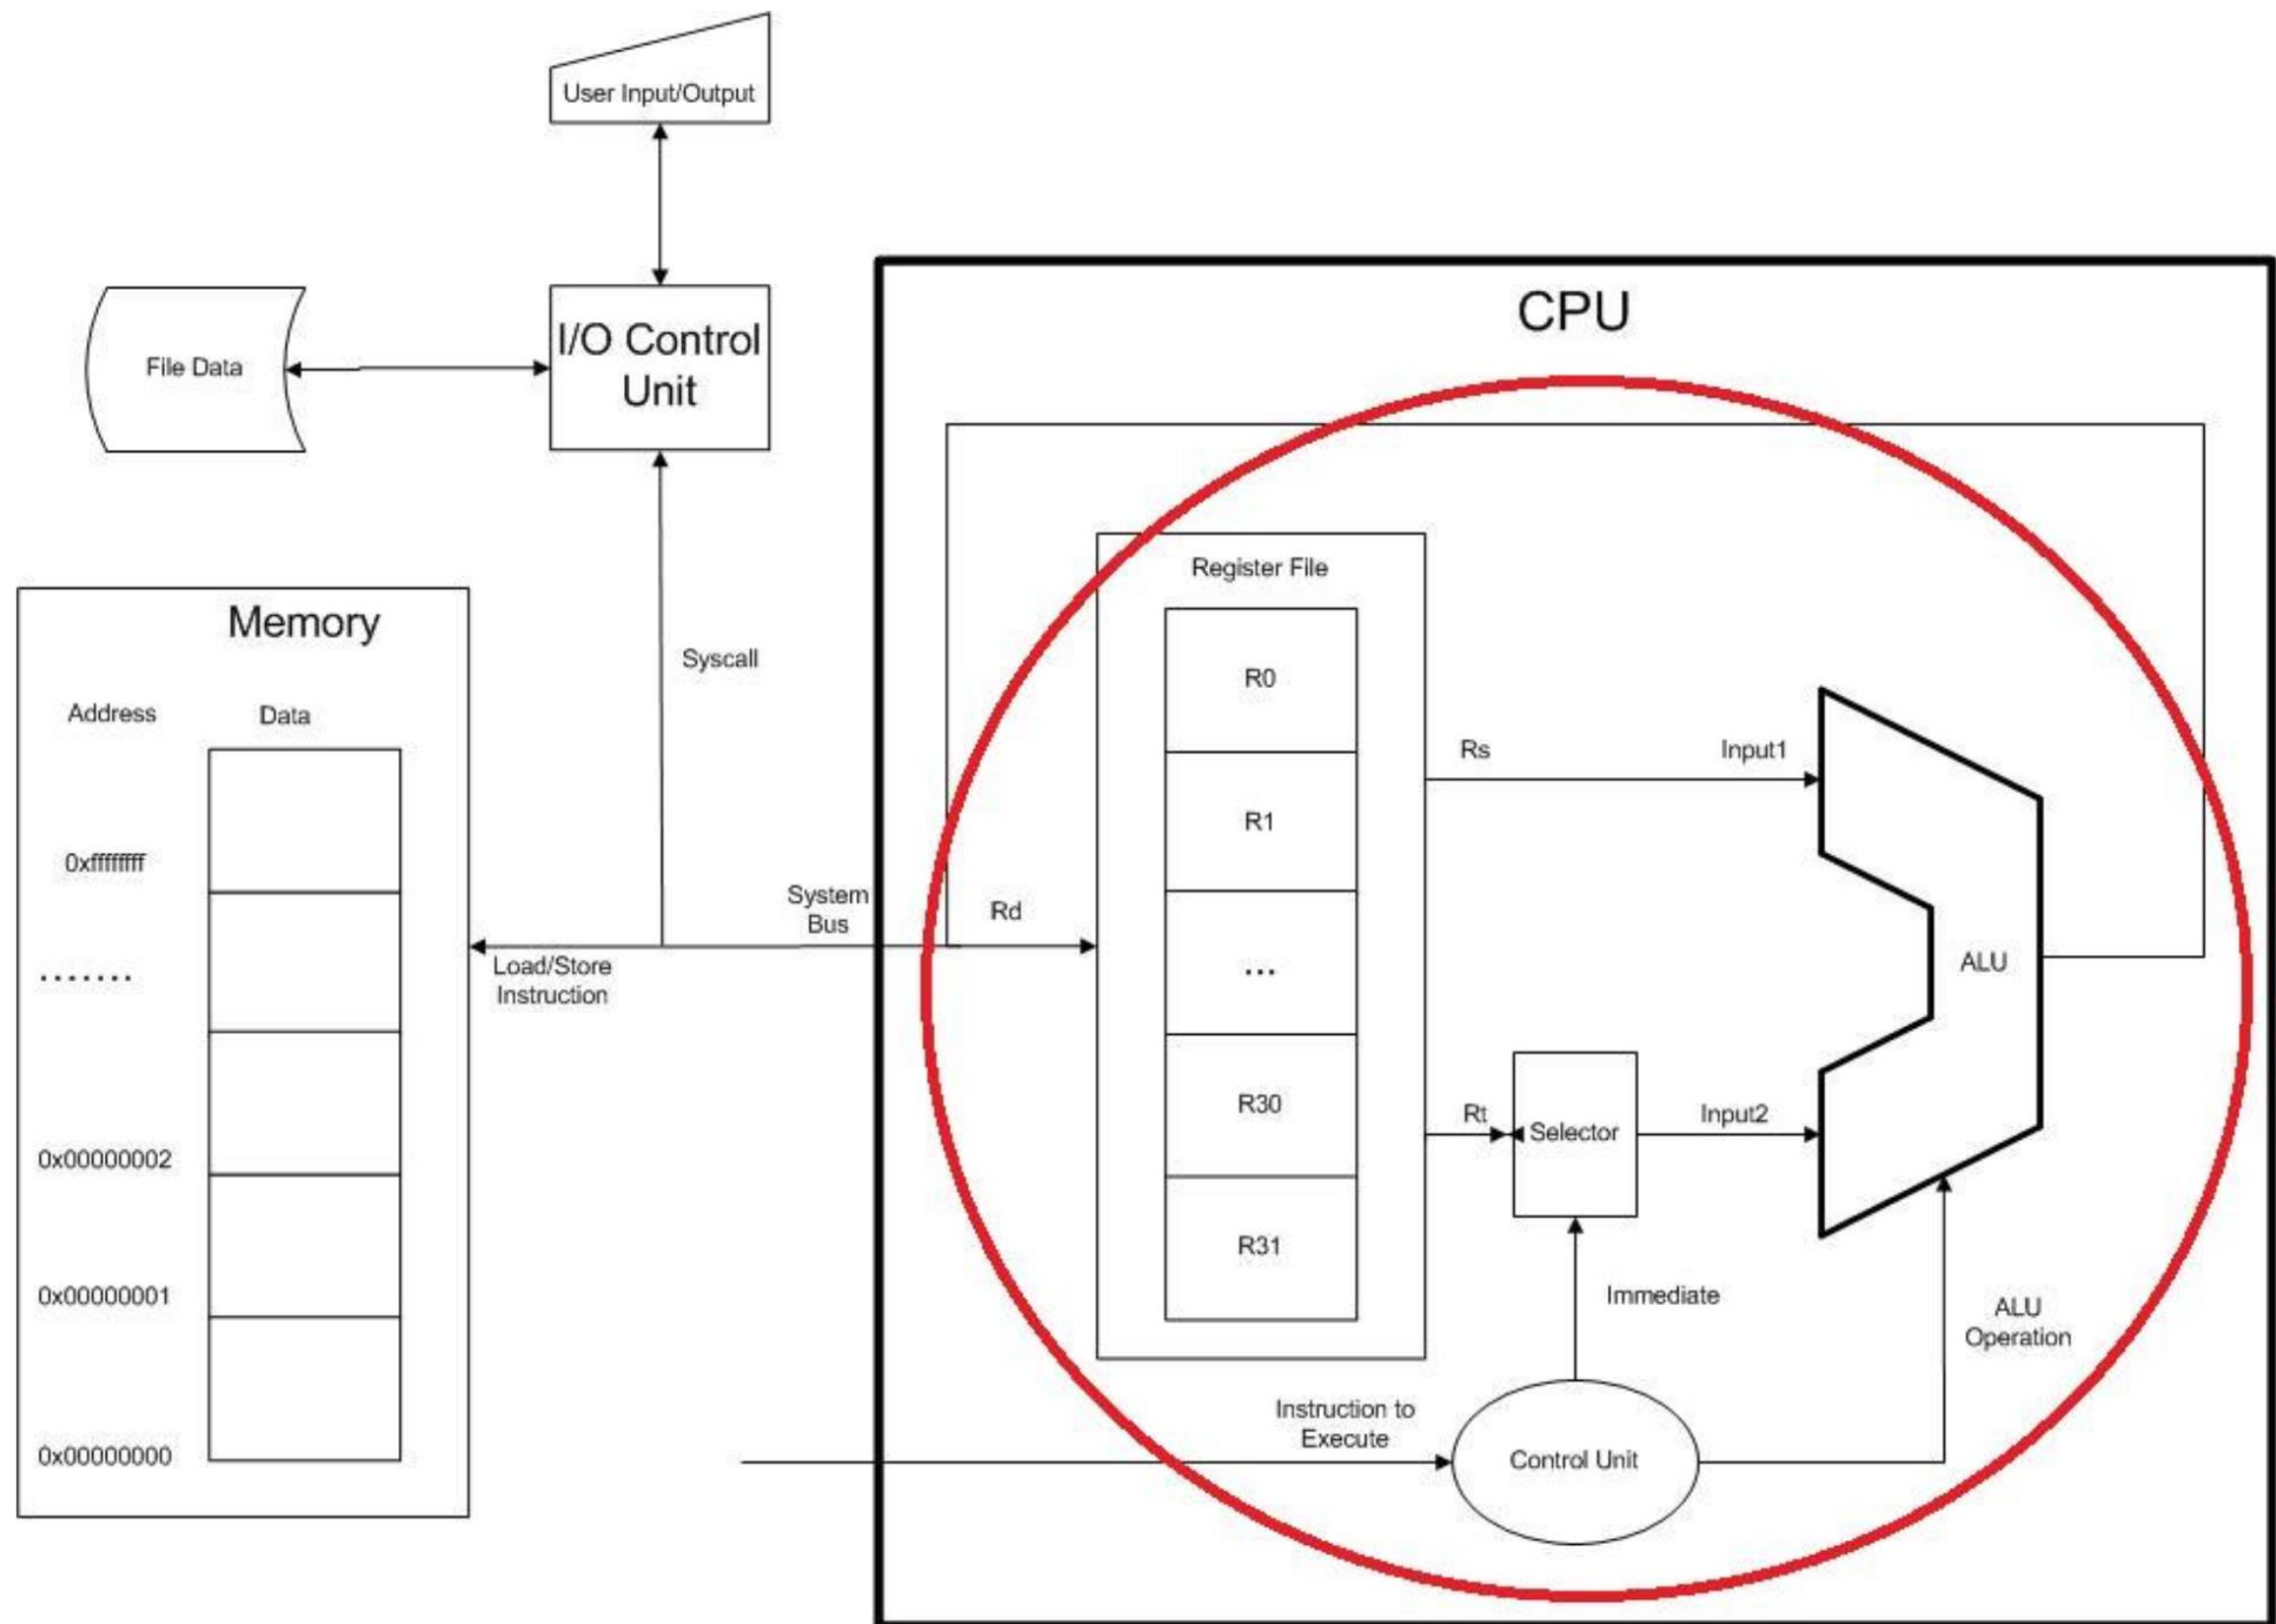 User Input/Output
CPU
I/O Control
Unit
File Data
Register File
Memory
R0
Syscall
Address
Data
Rs
Input1
R1
0xffffffff
System
Bus
Rd
Load/Store
Instruction
.......
...
ALU
R30
Rt
Selector
Input2
0x00000002
R31
0x00000001
Immediate
ALU
Operation
Instruction to
Execute
0x00000000
Control Unit